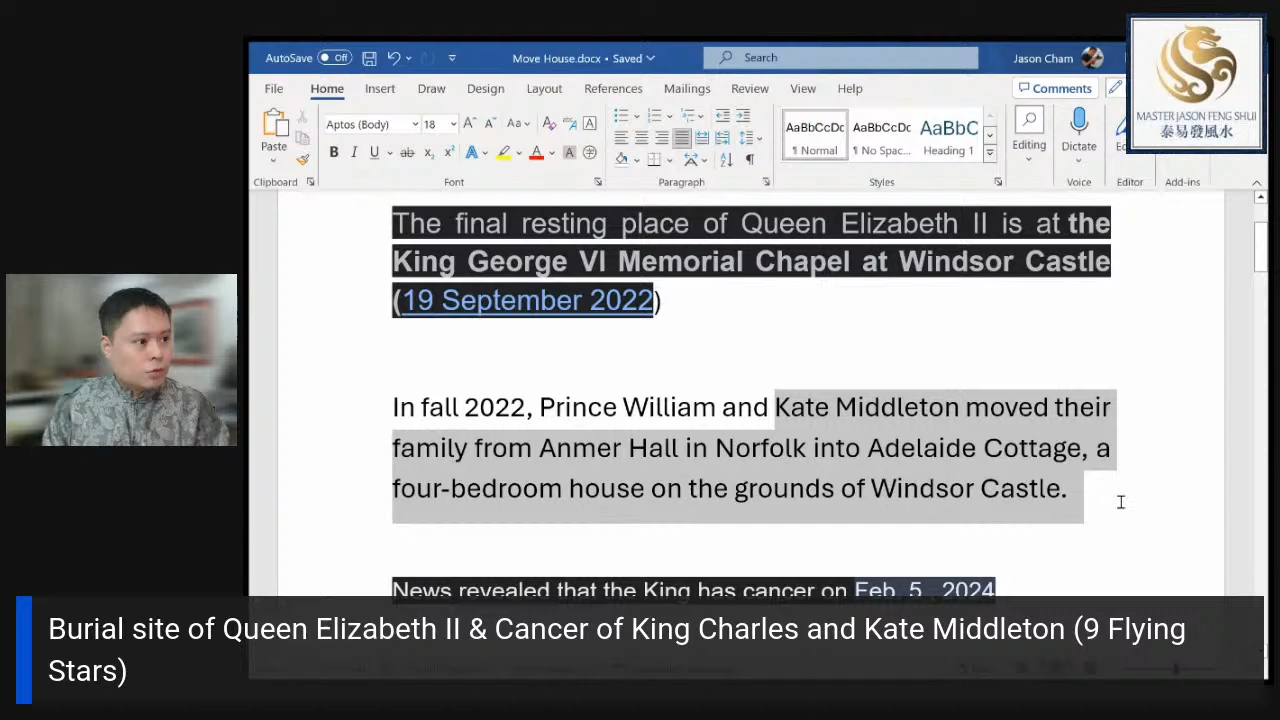 AutoSave Off Move House.docx • Saved Search Jason Cham
File Home Insert Draw Design Layout References Mailings Review View Help Comments
MASTER JASON FENG SHUI
秦易發風水
Paste Aptos (Body) 18 Aa AaBbCcDc AaBbCcDc AaBbC Editing Dictate
B I U ab x₂ x² A A A ¶ Normal ¶ No Spac... Heading 1
Clipboard Font Paragraph Styles Voice Editor Add-ins
The final resting place of Queen Elizabeth II is at the
King George VI Memorial Chapel at Windsor Castle
(19 September 2022)
In fall 2022, Prince William and Kate Middleton moved their
family from Anmer Hall in Norfolk into Adelaide Cottage, a
four-bedroom house on the grounds of Windsor Castle.
News revealed that the King has cancer on Feb. 5, 2024
Burial site of Queen Elizabeth II & Cancer of King Charles and Kate Middleton (9 Flying
Stars)